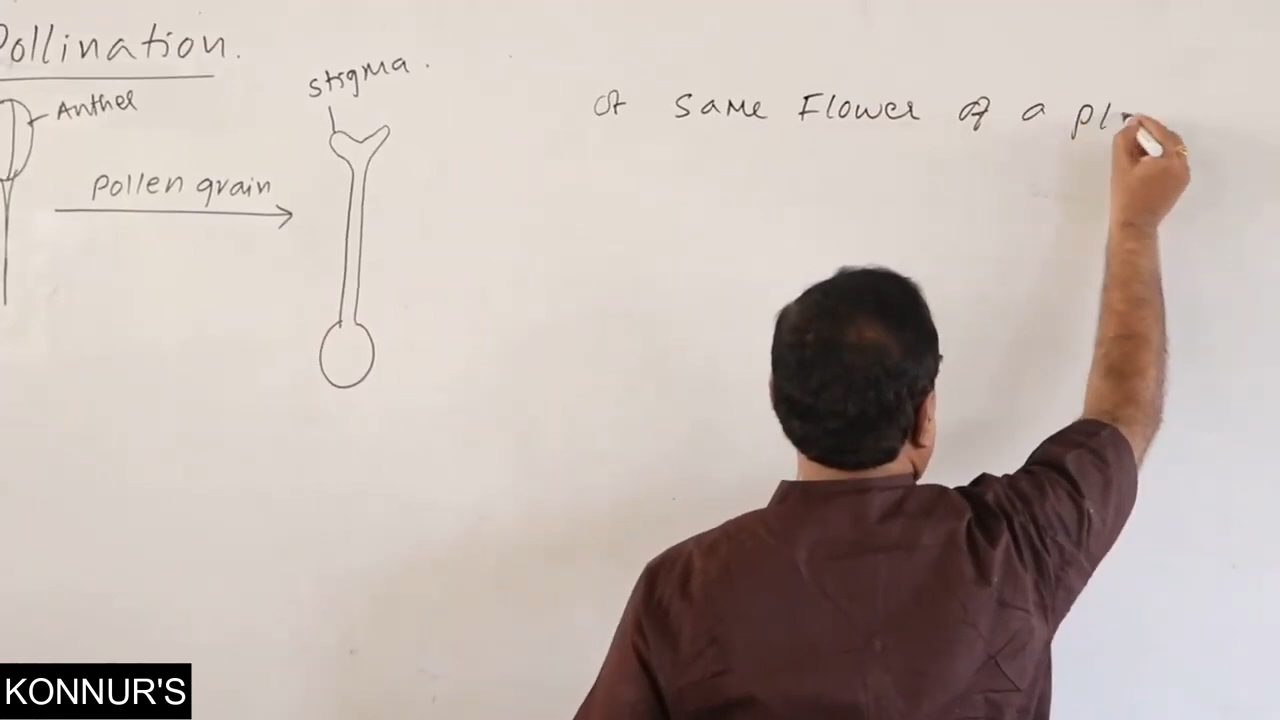 Pollination.
Anther
stigma.
Pollen grain
of same Flower of a pl
KONNUR'S